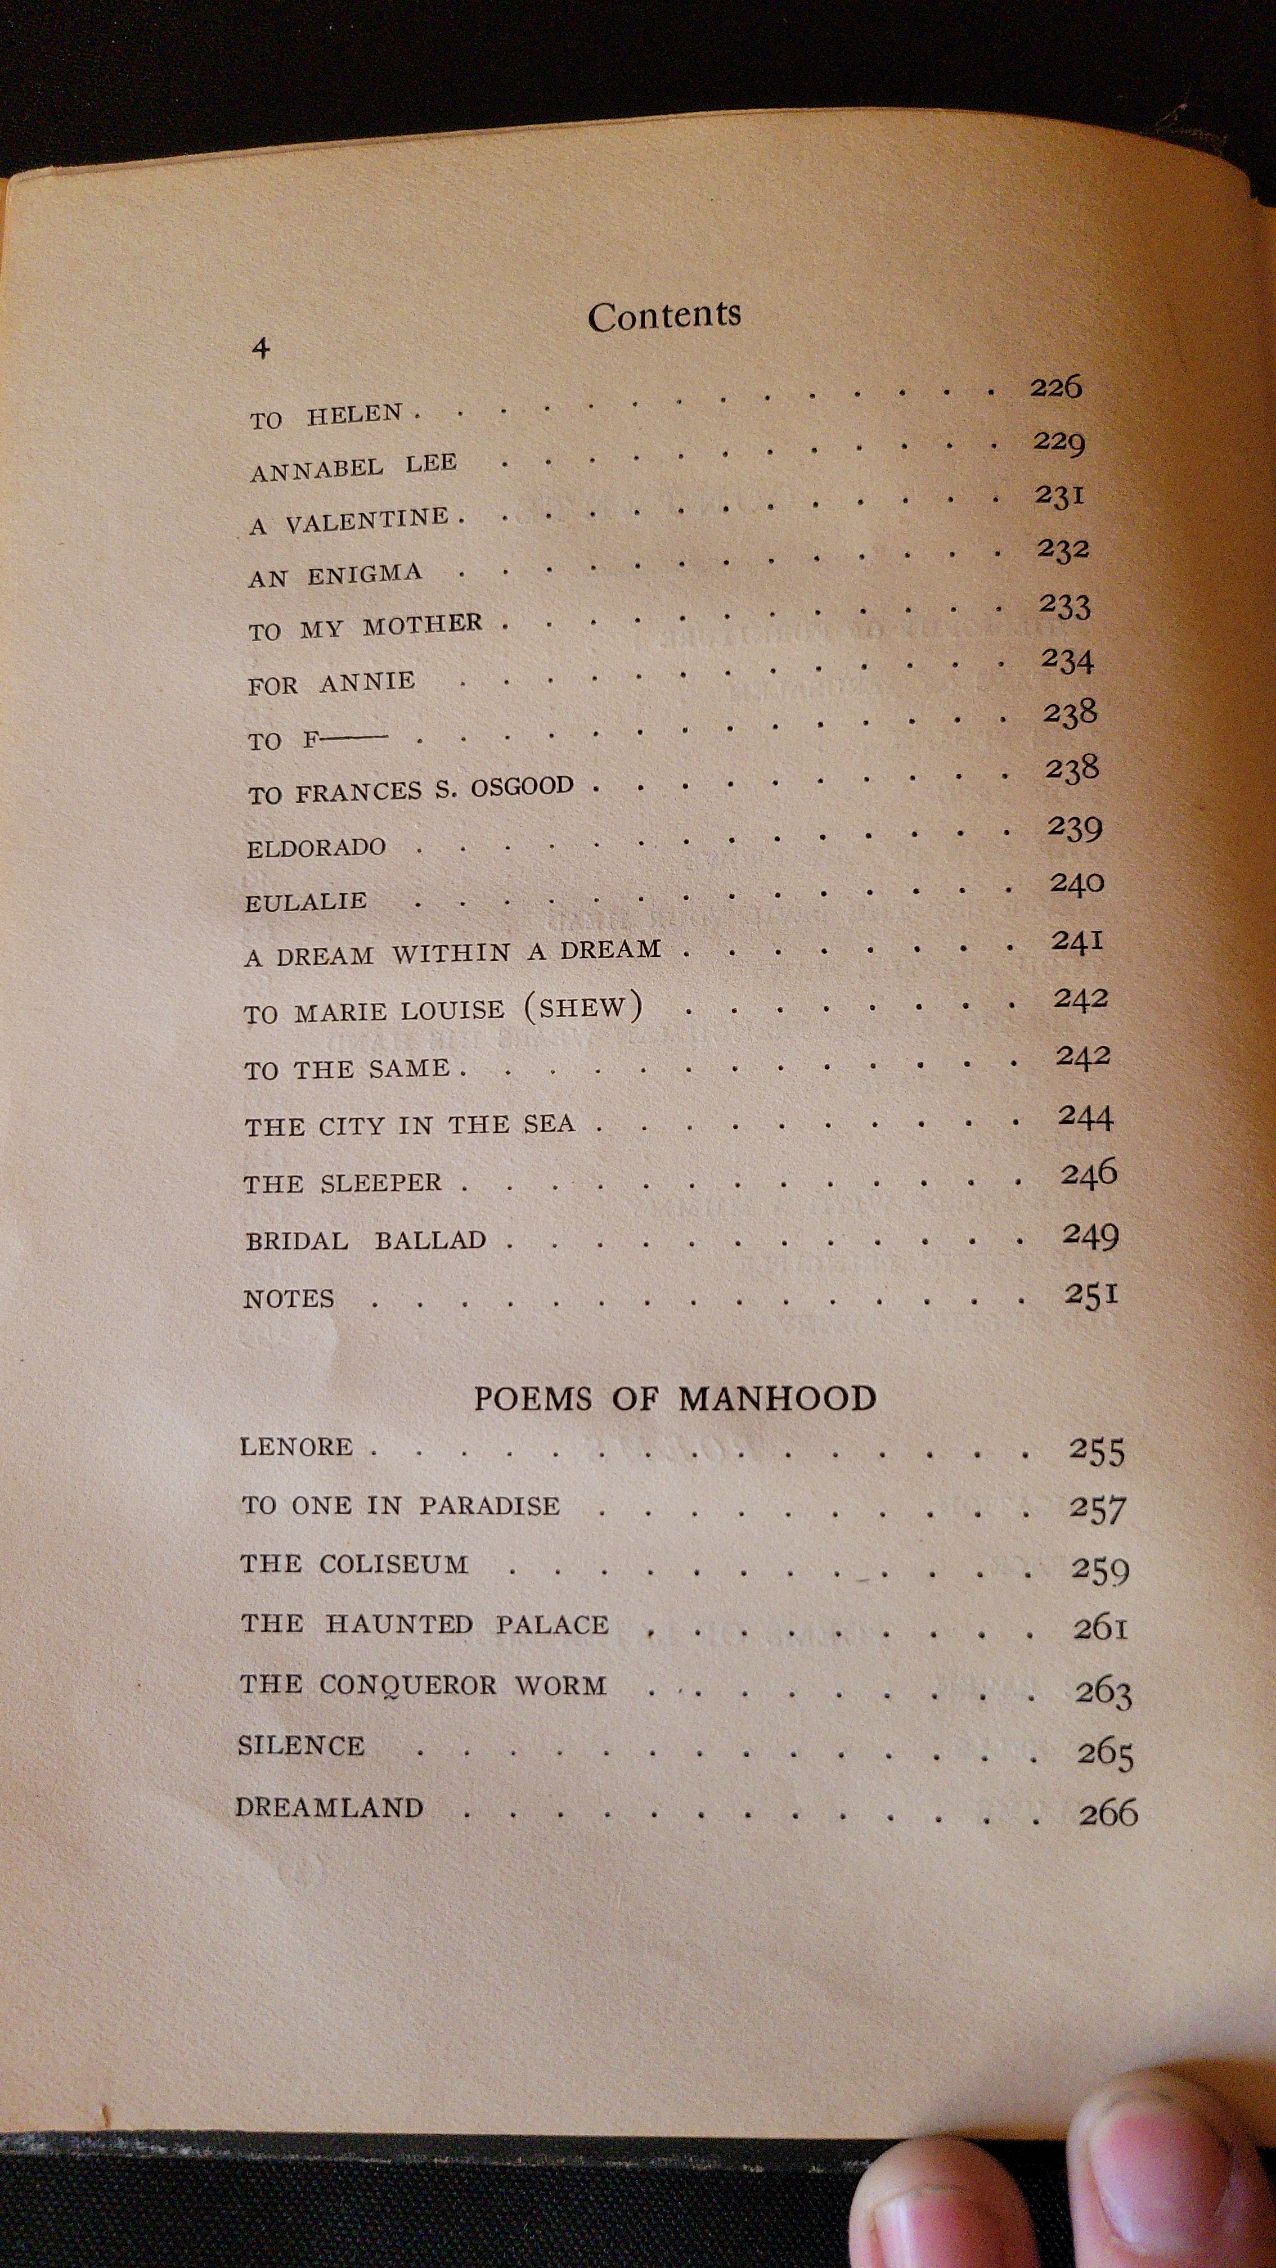 Contents
4
TO HELEN . . . . . . . . . . . . . . 226
ANNABEL LEE . . . . . . . . . . . . 229
A VALENTINE . . . . . . . . . . . . . 231
AN ENIGMA . . . . . . . . . . . . . 232
TO MY MOTHER . . . . . . . . . . . . 233
FOR ANNIE . . . . . . . . . . . . . 234
TO F—— . . . . . . . . . . . . . . 238
TO FRANCES S. OSGOOD . . . . . . . . . . 238
ELDORADO . . . . . . . . . . . . . . 239
EULALIE . . . . . . . . . . . . . . 240
A DREAM WITHIN A DREAM . . . . . . . . 241
TO MARIE LOUISE (SHEW) . . . . . . . . 242
TO THE SAME . . . . . . . . . . . . . 242
THE CITY IN THE SEA . . . . . . . . . . 244
THE SLEEPER . . . . . . . . . . . . . 246
BRIDAL BALLAD . . . . . . . . . . . . 249
NOTES . . . . . . . . . . . . . . . 251
POEMS OF MANHOOD
LENORE . . . . . . . . . . . . . . . 255
TO ONE IN PARADISE . . . . . . . . . . 257
THE COLISEUM . . . . . . . . . . . . 259
THE HAUNTED PALACE . . . . . . . . . 261
THE CONQUEROR WORM . . . . . . . . . 263
SILENCE . . . . . . . . . . . . . . 265
DREAMLAND . . . . . . . . . . . . . 266